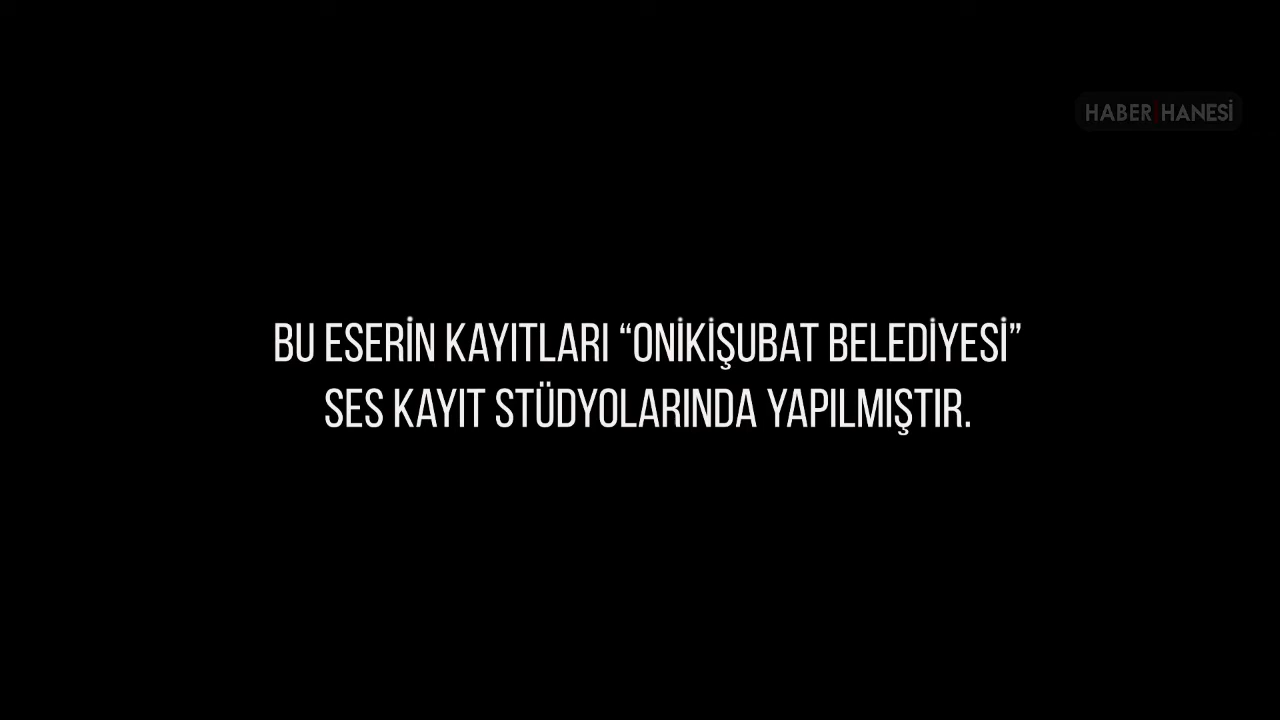 HABER HANESİ
BU ESERİN KAYITLARI “ONİKİŞUBAT BELEDİYESİ”
SES KAYIT STÜDYOLARINDA YAPILMIŞTIR.